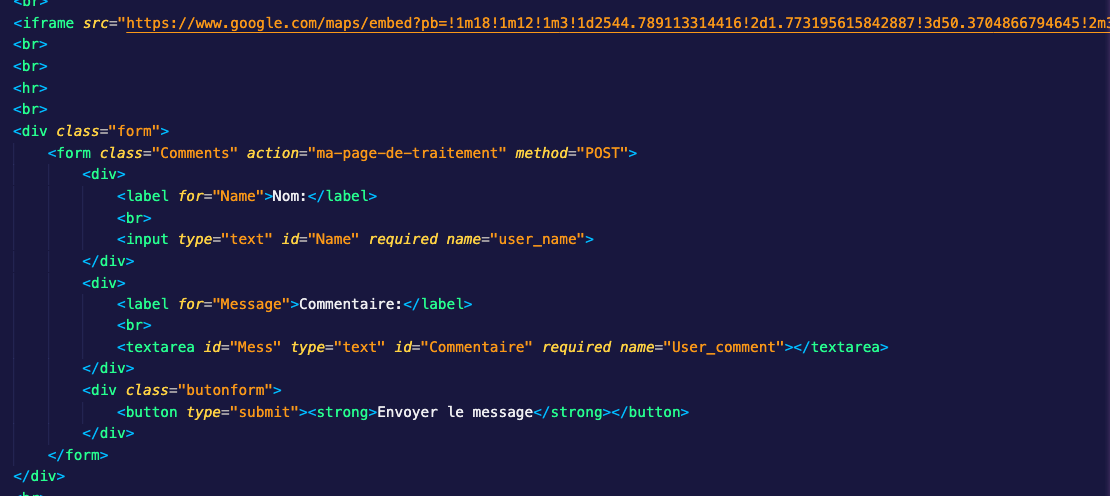 <br>
<iframe src="https://www.google.com/maps/embed?pb=!1m18!1m12!1m3!1d2544.789113314416!2d1.773195615842887!3d50.3704866794645!2m3
<br>
<br>
<hr>
<br>
<div class="form">
<form class="Comments" action="ma-page-de-traitement" method="POST">
<div>
<label for="Name">Nom:</label>
<br>
<input type="text" id="Name" required name="user_name">
</div>
<div>
<label for="Message">Commentaire:</label>
<br>
<textarea id="Mess" type="text" id="Commentaire" required name="User_comment"></textarea>
</div>
<div class="butonform">
<button type="submit"><strong>Envoyer le message</strong></button>
</div>
</form>
</div>
<br>